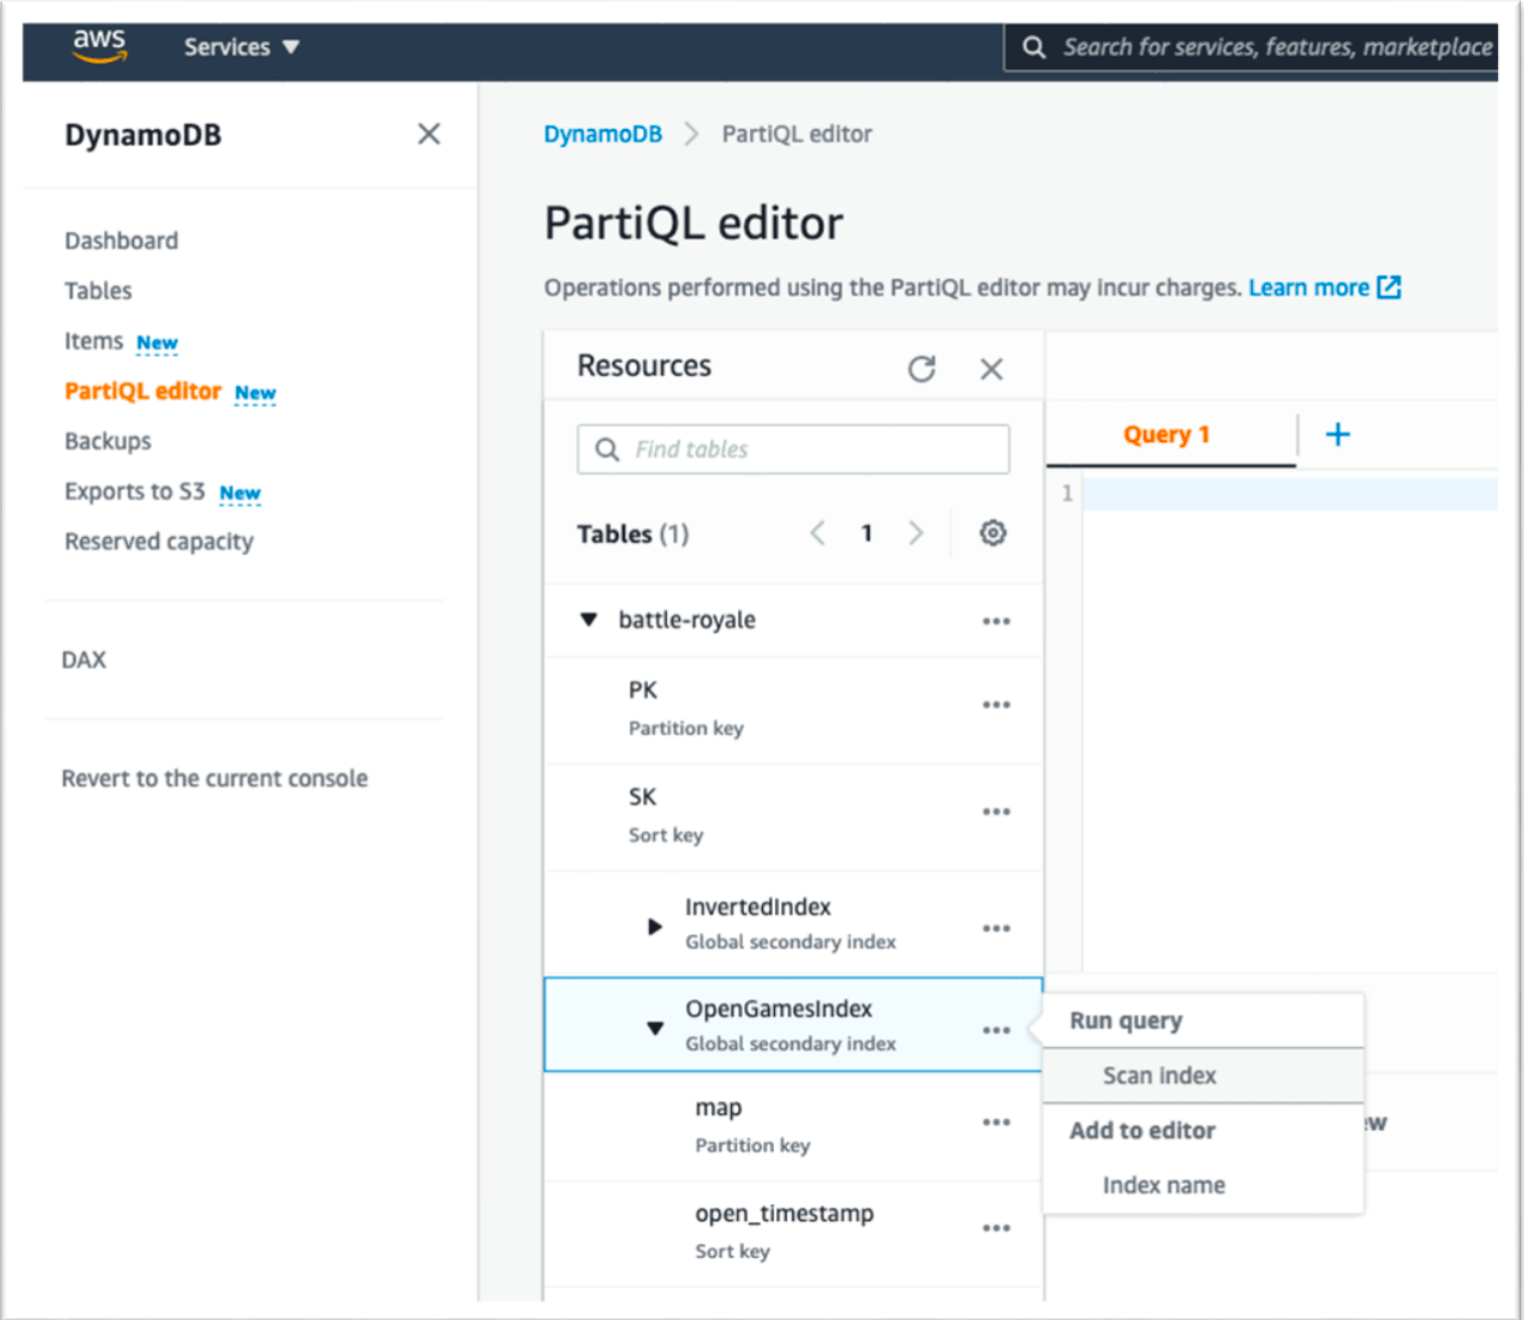 aws
Services
Search for services, features, marketplace
DynamoDB
Dashboard
Tables
Items New
PartiQL editor New
Backups
Exports to S3 New
Reserved capacity
DAX
Revert to the current console
DynamoDB PartiQL editor
PartiQL editor
Operations performed using the PartiQL editor may incur charges. Learn more
Resources
Find tables
Tables (1) 1
battle-royale
PK
Partition key
SK
Sort key
InvertedIndex
Global secondary index
OpenGamesIndex
Global secondary index
map
Partition key
open_timestamp
Sort key
Query 1
1
Run query
Scan index
Add to editor
Index name